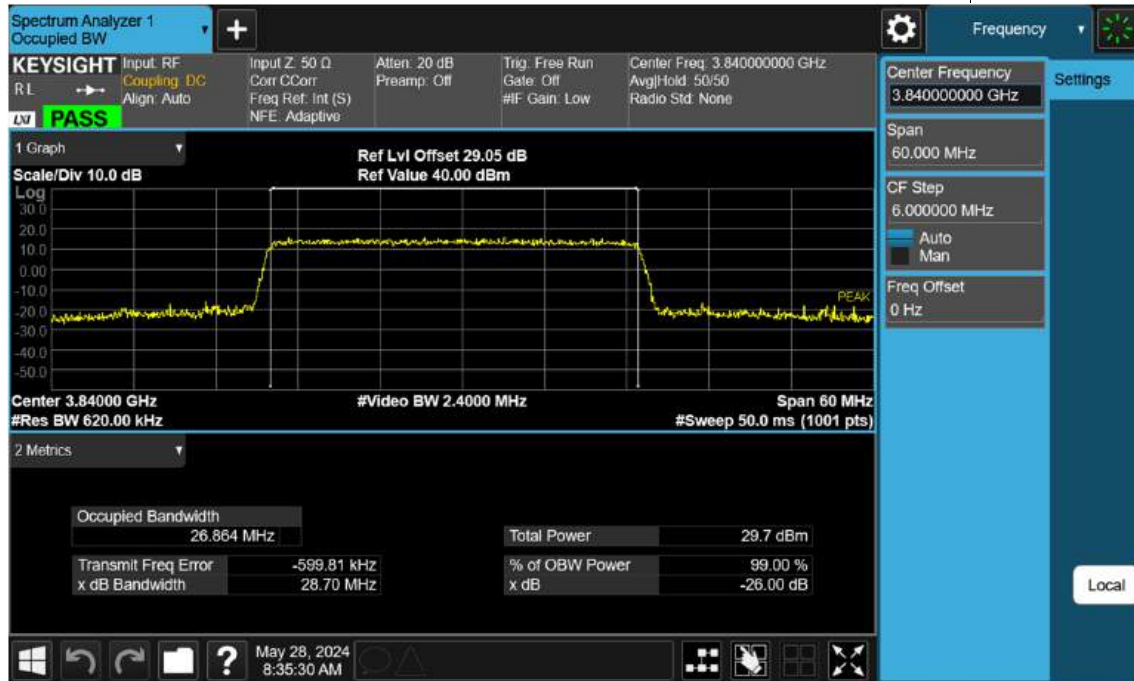 Spectrum Analyzer 1
Occupied BW
+
Frequency
KEYSIGHT
R L
LXI
PASS
Input: RF
Coupling: DC
Align: Auto
Input Z: 50 Ω
Corr CCorr
Freq Ref: Int (S)
NFE: Adaptive
Atten: 20 dB
Preamp: Off
Trig: Free Run
Gate: Off
#IF Gain: Low
Center Freq: 3.840000000 GHz
Avg|Hold: 50/50
Radio Std: None
Center Frequency
3.840000000 GHz
Settings
Span
60.000 MHz
CF Step
6.000000 MHz
Auto
Man
Freq Offset
0 Hz
Local
1 Graph
Scale/Div 10.0 dB
Ref Lvl Offset 29.05 dB
Ref Value 40.00 dBm
Log
30.0
20.0
10.0
0.00
-10.0
-20.0
-30.0
-40.0
-50.0
PEAK
Center 3.84000 GHz
#Res BW 620.00 kHz
#Video BW 2.4000 MHz
Span 60 MHz
#Sweep 50.0 ms (1001 pts)
2 Metrics
Occupied Bandwidth
26.864 MHz
Total Power 29.7 dBm
Transmit Freq Error -599.81 kHz
% of OBW Power 99.00 %
x dB Bandwidth 28.70 MHz
x dB -26.00 dB
?
May 28, 2024
8:35:30 AM